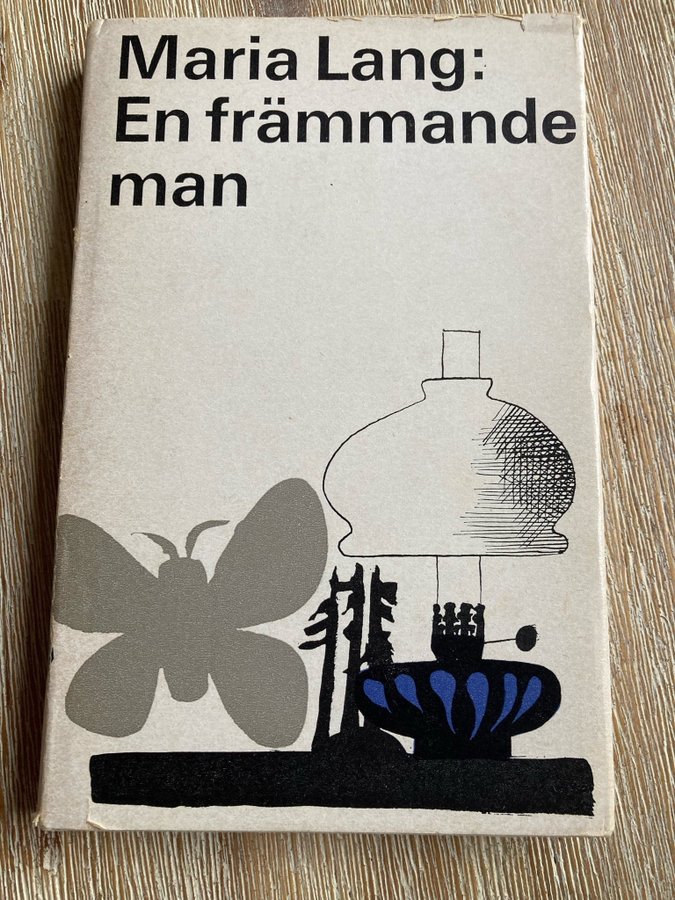 Maria Lang:
En främmande
man